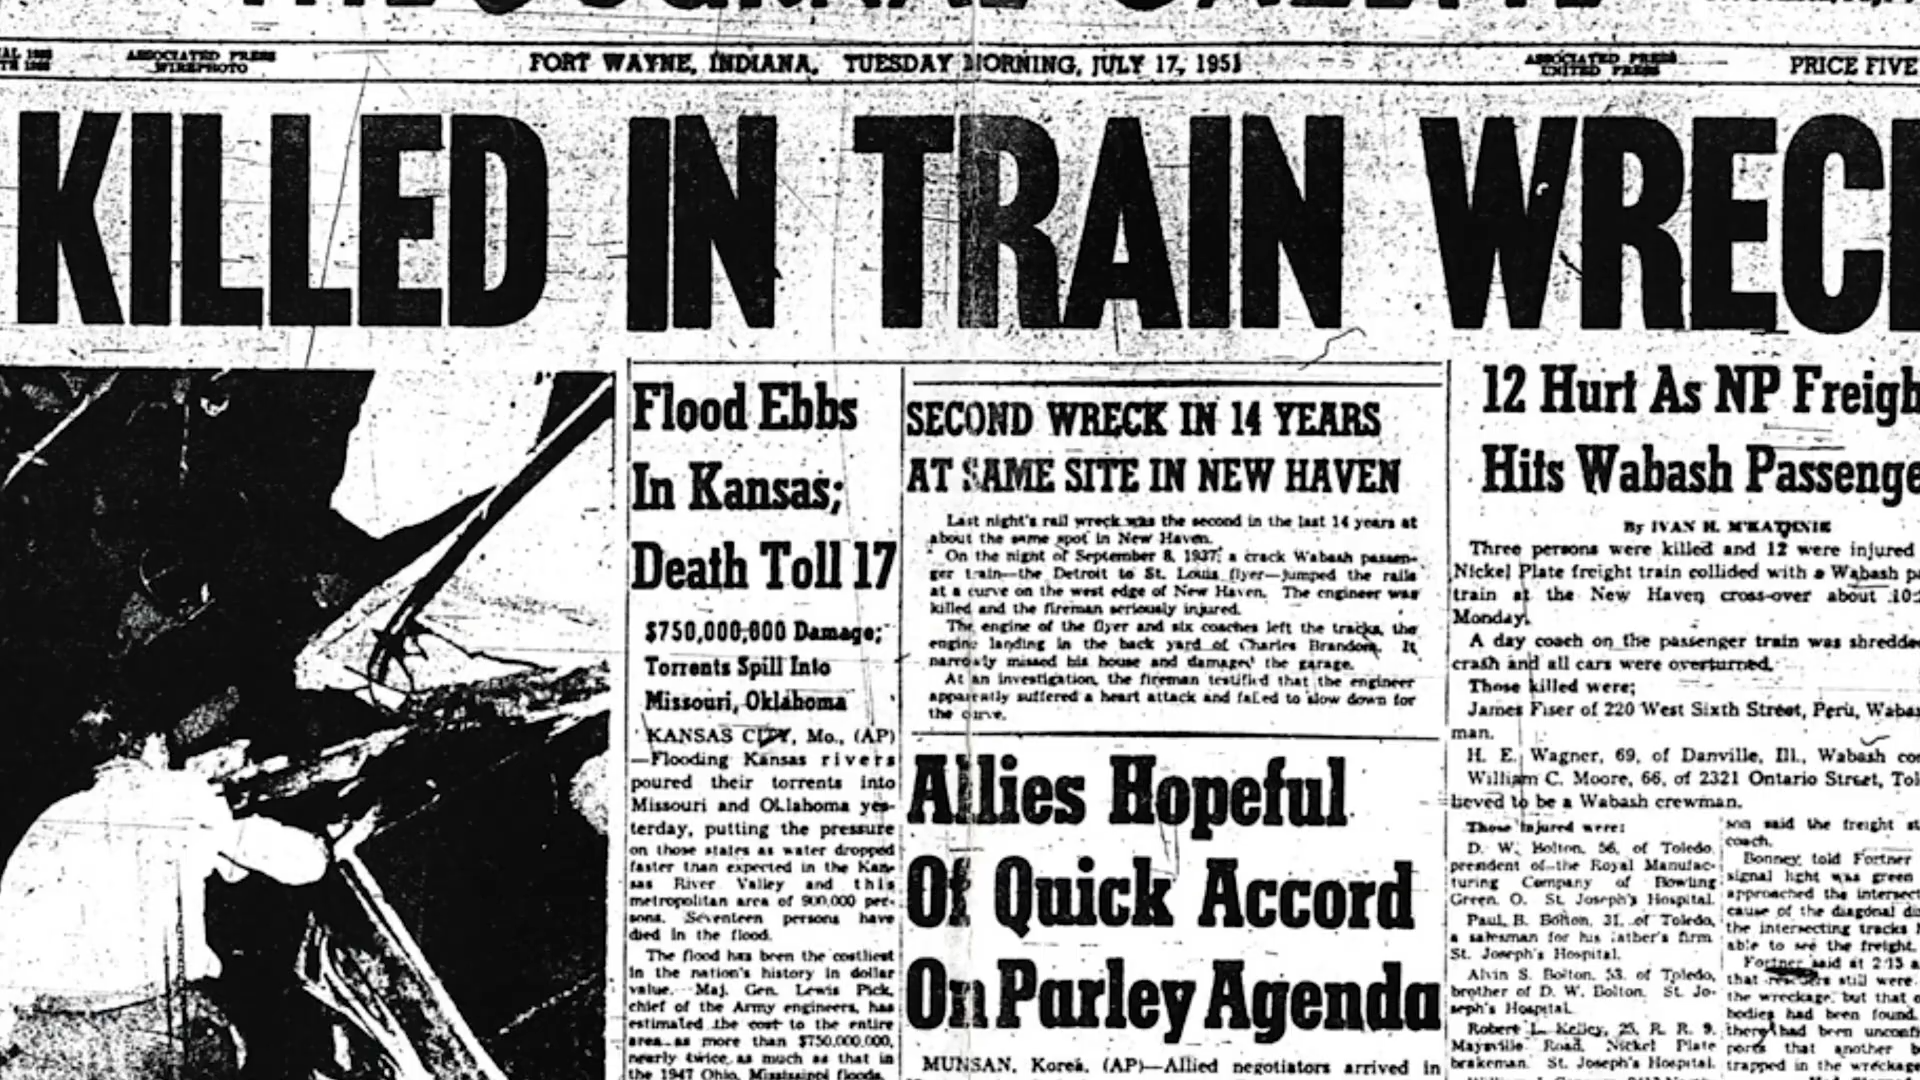 THE JOURNAL-GAZETTE
ASSOCIATED PRESS
WIREPHOTO
FORT WAYNE, INDIANA, TUESDAY MORNING, JULY 17, 1951
ASSOCIATED PRESS
UNITED PRESS
PRICE FIVE
KILLED IN TRAIN WRECK
Flood Ebbs
In Kansas;
Death Toll 17
$750,000,000 Damage;
Torrents Spill Into
Missouri, Oklahoma
KANSAS CITY, Mo., (AP)
—Flooding Kansas rivers
poured their torrents into
Missouri and Oklahoma yes-
terday, putting the pressure
on those states as water dropped
faster than expected in the Kan-
sas River Valley and this
metropolitan area of 900,000 per-
sons. Seventeen persons have
died in the flood.
The flood has been the costliest
in the nation's history in dollar
value. Maj. Gen. Lewis Pick,
chief of the Army engineers, has
estimated the cost to the entire
area as more than $750,000,000,
nearly twice as much as that in
the 1947 Ohio, Mississippi floods.
SECOND WRECK IN 14 YEARS
AT SAME SITE IN NEW HAVEN
Last night's rail wreck was the second in the last 14 years at
about the same spot in New Haven.
On the night of September 8, 1937, a crack Wabash passen-
ger train—the Detroit to St. Louis flyer—jumped the rails
at a curve on the west edge of New Haven. The engineer was
killed and the fireman seriously injured.
The engine of the flyer and six coaches left the tracks, the
engine landing in the back yard of Charles Brandon. It
narrowly missed his house and damaged the garage.
At an investigation, the fireman testified that the engineer
apparently suffered a heart attack and failed to slow down for
the curve.
Allies Hopeful
Of Quick Accord
On Parley Agenda
MUNSAN, Korea, (AP)—Allied negotiators arrived in
12 Hurt As NP Freigh
Hits Wabash Passenge
By IVAN H.
Three persons were killed and 12 were injured
Nickel Plate freight train collided with a Wabash p
train at the New Haven cross-over about 10:
Monday.
A day coach on the passenger train was shredde
crash and all cars were overturned.
Those killed were;
James Fiser of 220 West Sixth Street, Peru, Waba
man.
H. E. Wagner, 69, of Danville, Ill., Wabash co
William C. Moore, 66, of 2321 Ontario Street, Tol
lieved to be a Wabash crewman.
Those injured were:
D. W. Bolton, 56, of Toledo,
president of the Royal Manufac-
turing Company of Bowling
Green, O. St. Joseph's Hospital.
Paul B. Bolton, 31, of Toledo,
a salesman for his father's firm
St. Joseph's Hospital.
Alvin S. Bolton, 53, of Toledo,
brother of D. W. Bolton. St. Jo-
seph's Hospital.
Robert L. Kelley, 25, R. R. 9,
Maysville Road, Nickel Plate
brakeman. St. Joseph's Hospital.
son said the freight st
coach.
Bonney told Fortner
signal light was green
approached the intersect
cause of the diagonal di
the intersecting tracks
able to see the freight.
Fortner said at 2:15 a
that rescuers still were
the wreckage but that
bodies had been found.
there had been unconfi
ports that another b
trapped in the wreckage